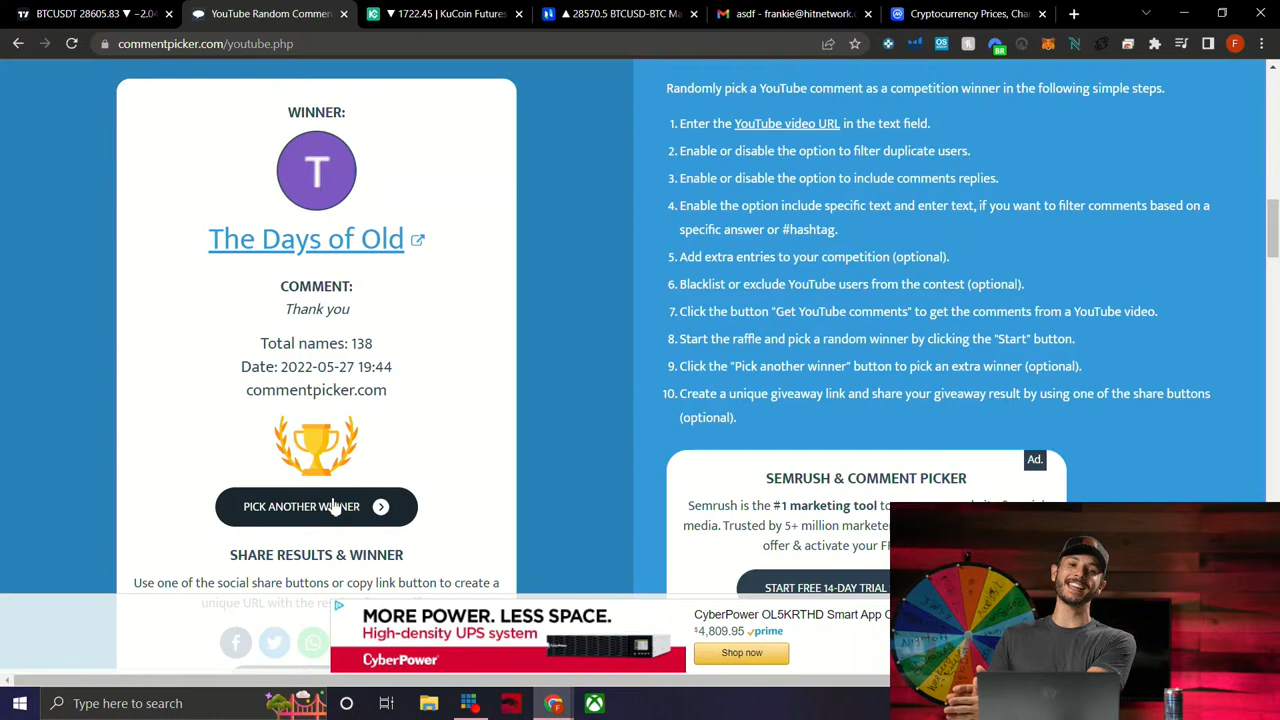 BTCUSDT 28605.83 ▼ −2.04
YouTube Random Commen
▼ 1722.45 | KuCoin Futures
▲ 28570.5 BTCUSD-BTC Ma
asdf - frankie@hitnetwork.
Cryptocurrency Prices, Cha
commentpicker.com/youtube.php
BR
F
WINNER:
T
The Days of Old
COMMENT:
Thank you
Total names: 138
Date: 2022-05-27 19:44
commentpicker.com
PICK ANOTHER WINNER
SHARE RESULTS & WINNER
Use one of the social share buttons or copy link button to create a
unique URL with the
Randomly pick a YouTube comment as a competition winner in the following simple steps.
1. Enter the YouTube video URL in the text field.
2. Enable or disable the option to filter duplicate users.
3. Enable or disable the option to include comments replies.
4. Enable the option include specific text and enter text, if you want to filter comments based on a
specific answer or #hashtag.
5. Add extra entries to your competition (optional).
6. Blacklist or exclude YouTube users from the contest (optional).
7. Click the button "Get YouTube comments" to get the comments from a YouTube video.
8. Start the raffle and pick a random winner by clicking the "Start" button.
9. Click the "Pick another winner" button to pick an extra winner (optional).
10. Create a unique giveaway link and share your giveaway result by using one of the share buttons
(optional).
Ad.
SEMRUSH & COMMENT PICKER
Semrush is the #1 marketing tool to
media. Trusted by 5+ million marketer
offer & activate your
START FREE 14-DAY TRIAL
MORE POWER. LESS SPACE.
High-density UPS system
CyberPower
CyberPower OL5KRTHD Smart App O
$4,809.95 prime
Shop now
Type here to search